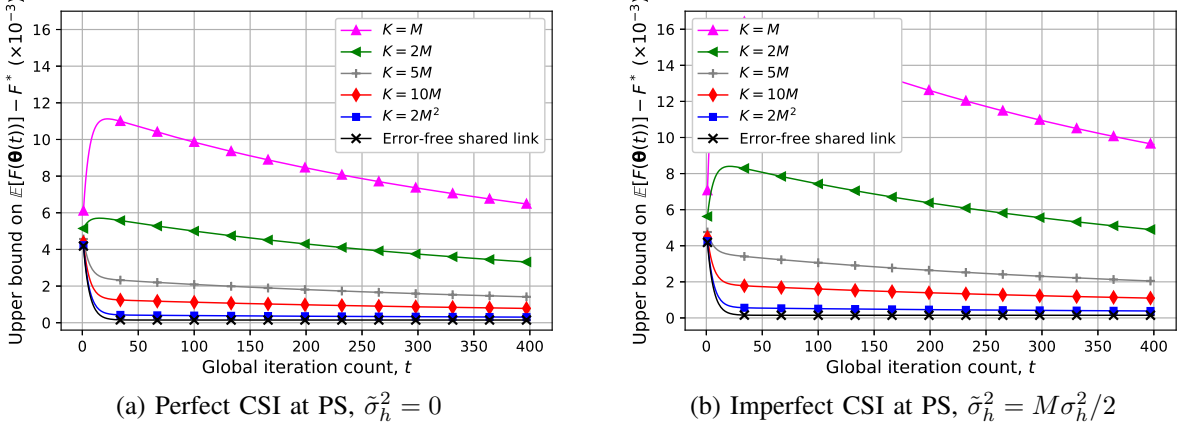 Upper bound on 𝔼[F(θ(t))] − F* (×10⁻³)
16
14
12
10
8
6
4
2
0
0 50 100 150 200 250 300 350 400
Global iteration count, t
K = M
K = 2M
K = 5M
K = 10M
K = 2M²
Error-free shared link
(a) Perfect CSI at PS, σ̃ₕ² = 0
Upper bound on 𝔼[F(θ(t))] − F* (×10⁻³)
16
14
12
10
8
6
4
2
0
0 50 100 150 200 250 300 350 400
Global iteration count, t
K = M
K = 2M
K = 5M
K = 10M
K = 2M²
Error-free shared link
(b) Imperfect CSI at PS, σ̃ₕ² = Mσₕ²/2